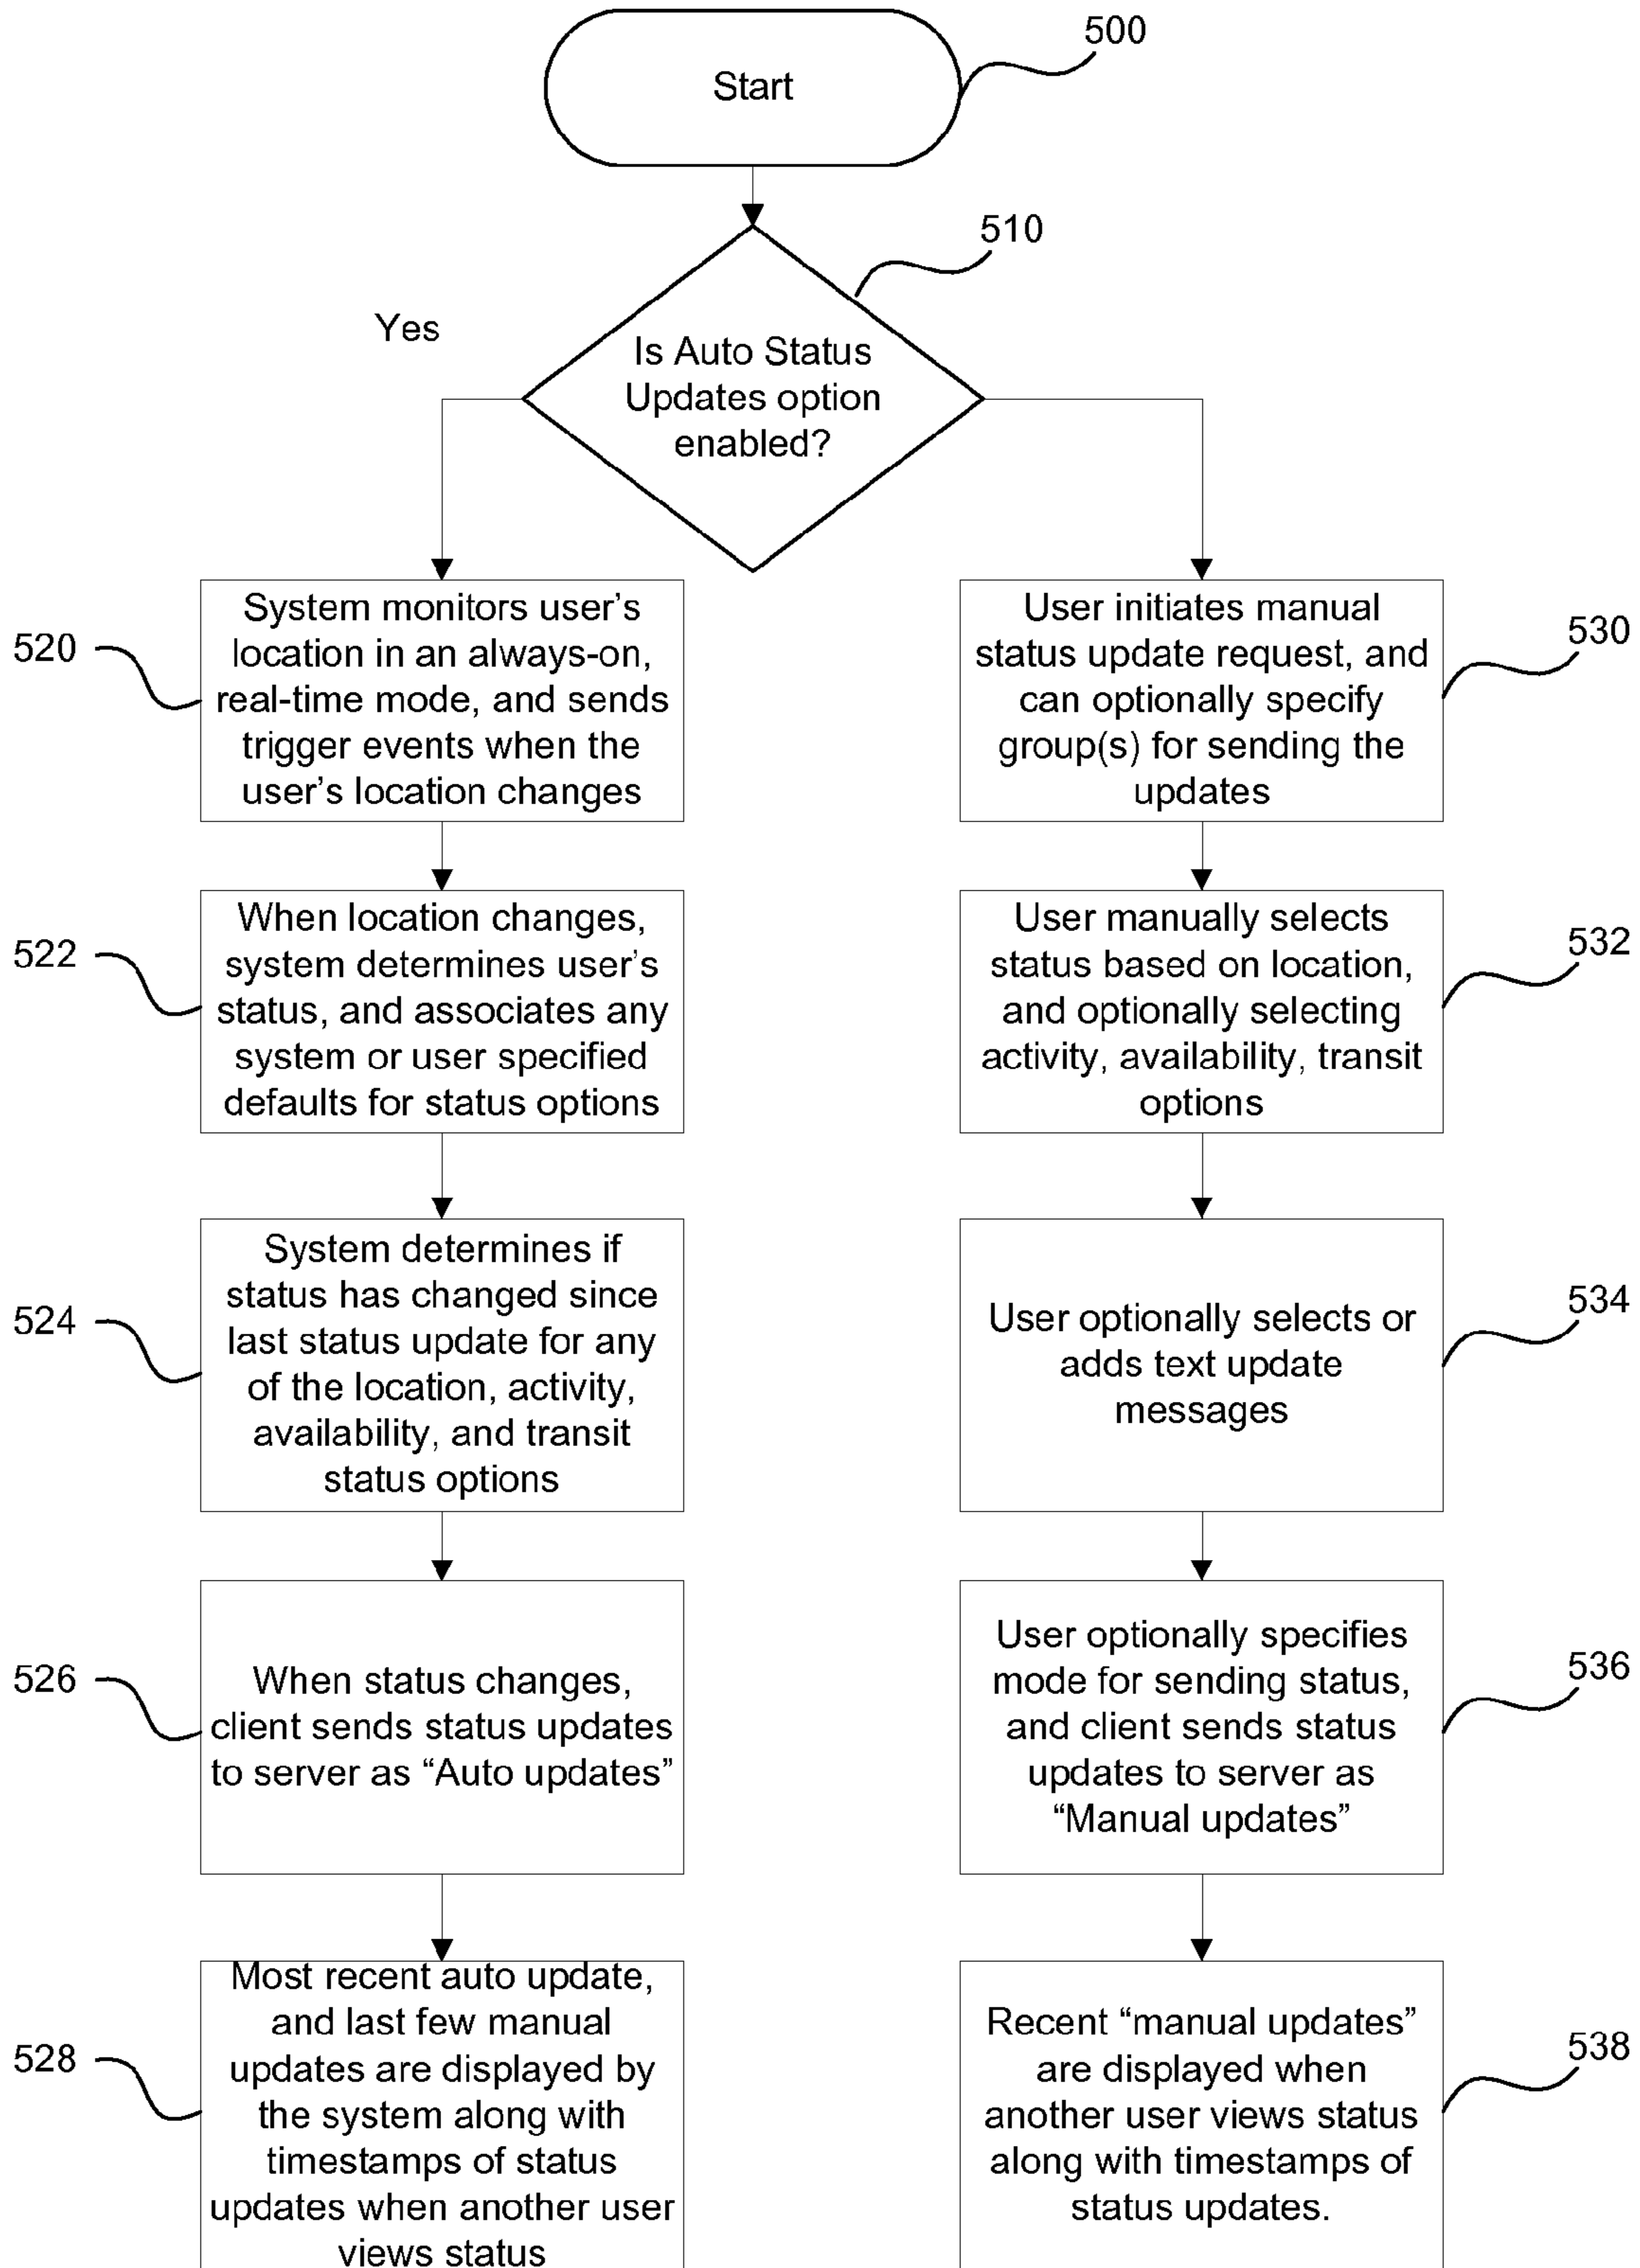 Start
500
510
Yes
Is Auto Status
Updates option
enabled?
520
System monitors user’s
location in an always-on,
real-time mode, and sends
trigger events when the
user’s location changes
User initiates manual
status update request, and
can optionally specify
group(s) for sending the
updates
530
522
When location changes,
system determines user’s
status, and associates any
system or user specified
defaults for status options
User manually selects
status based on location,
and optionally selecting
activity, availability, transit
options
532
524
System determines if
status has changed since
last status update for any
of the location, activity,
availability, and transit
status options
User optionally selects or
adds text update
messages
534
526
When status changes,
client sends status updates
to server as “Auto updates”
User optionally specifies
mode for sending status,
and client sends status
updates to server as
“Manual updates”
536
528
Most recent auto update,
and last few manual
updates are displayed by
the system along with
timestamps of status
updates when another user
views status
Recent “manual updates”
are displayed when
another user views status
along with timestamps of
status updates.
538